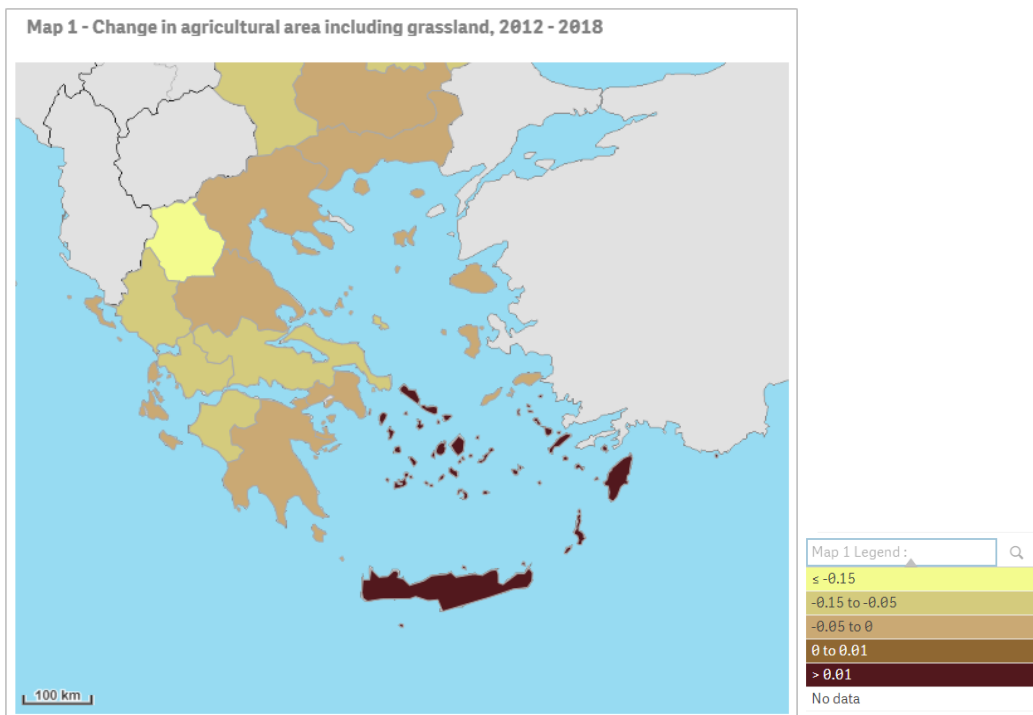 Map 1 - Change in agricultural area including grassland, 2012 - 2018
100 km
Map 1 Legend :
≤ -0.15
-0.15 to -0.05
-0.05 to 0
0 to 0.01
> 0.01
No data